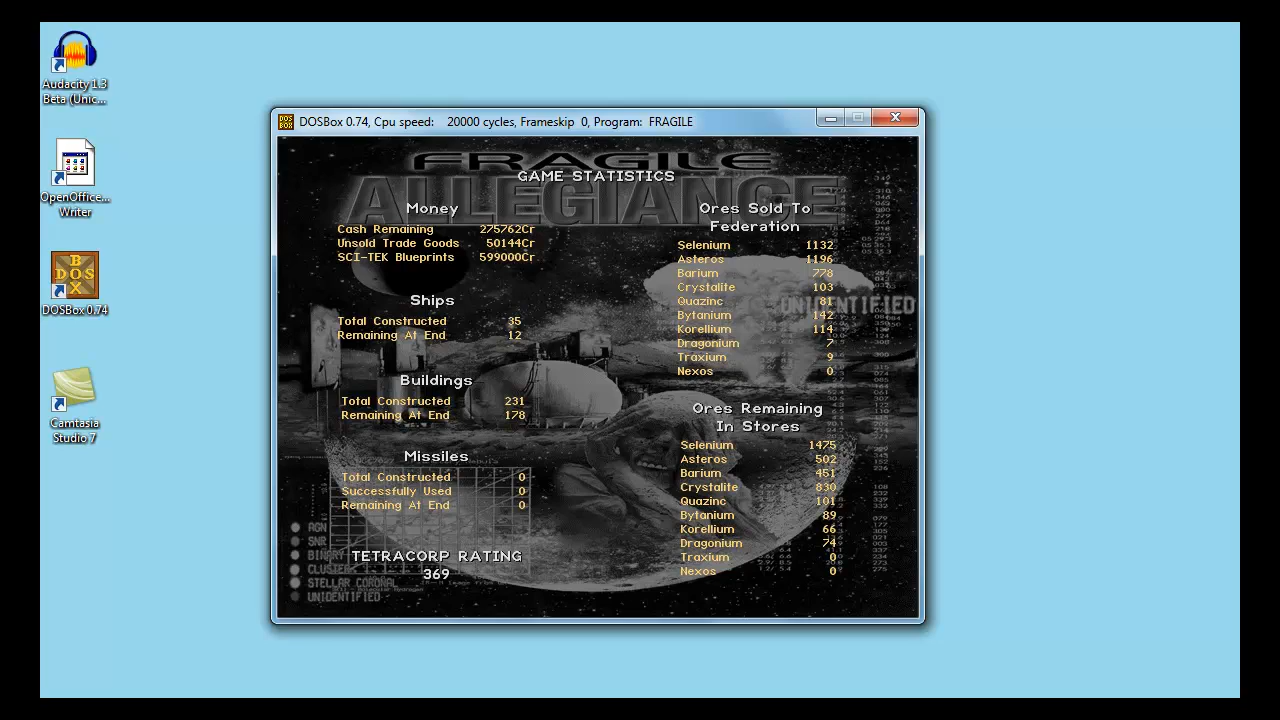 Audacity 1.3
Beta (Unic...
OpenOffice...
Writer
DOSBox 0.74
Camtasia
Studio 7
DOSBox 0.74, Cpu speed: 20000 cycles, Frameskip 0, Program: FRAGILE
FRAGILE
ALLEGIANCE
GAME STATISTICS
Money
Cash Remaining 275762Cr
Unsold Trade Goods 50144Cr
SCI-TEK Blueprints 599000Cr
Ships
Total Constructed 35
Remaining At End 12
Buildings
Total Constructed 231
Remaining At End 178
Missiles
Total Constructed 0
Successfully Used 0
Remaining At End 0
TETRACORP RATING
369
Ores Sold To
Federation
Selenium 1132
Asteros 1196
Barium 778
Crystalite 103
Quazinc 81
Bytanium 142
Korellium 114
Dragonium 7
Traxium 9
Nexos 0
Ores Remaining
In Stores
Selenium 1475
Asteros 502
Barium 451
Crystalite 830
Quazinc 101
Bytanium 89
Korellium 66
Dragonium 74
Traxium 0
Nexos 0
UNIDENTIFIED
AGN
SNR
BINARY
CLUSTER
STELLAR CORONAL
UNIDENTIFIED